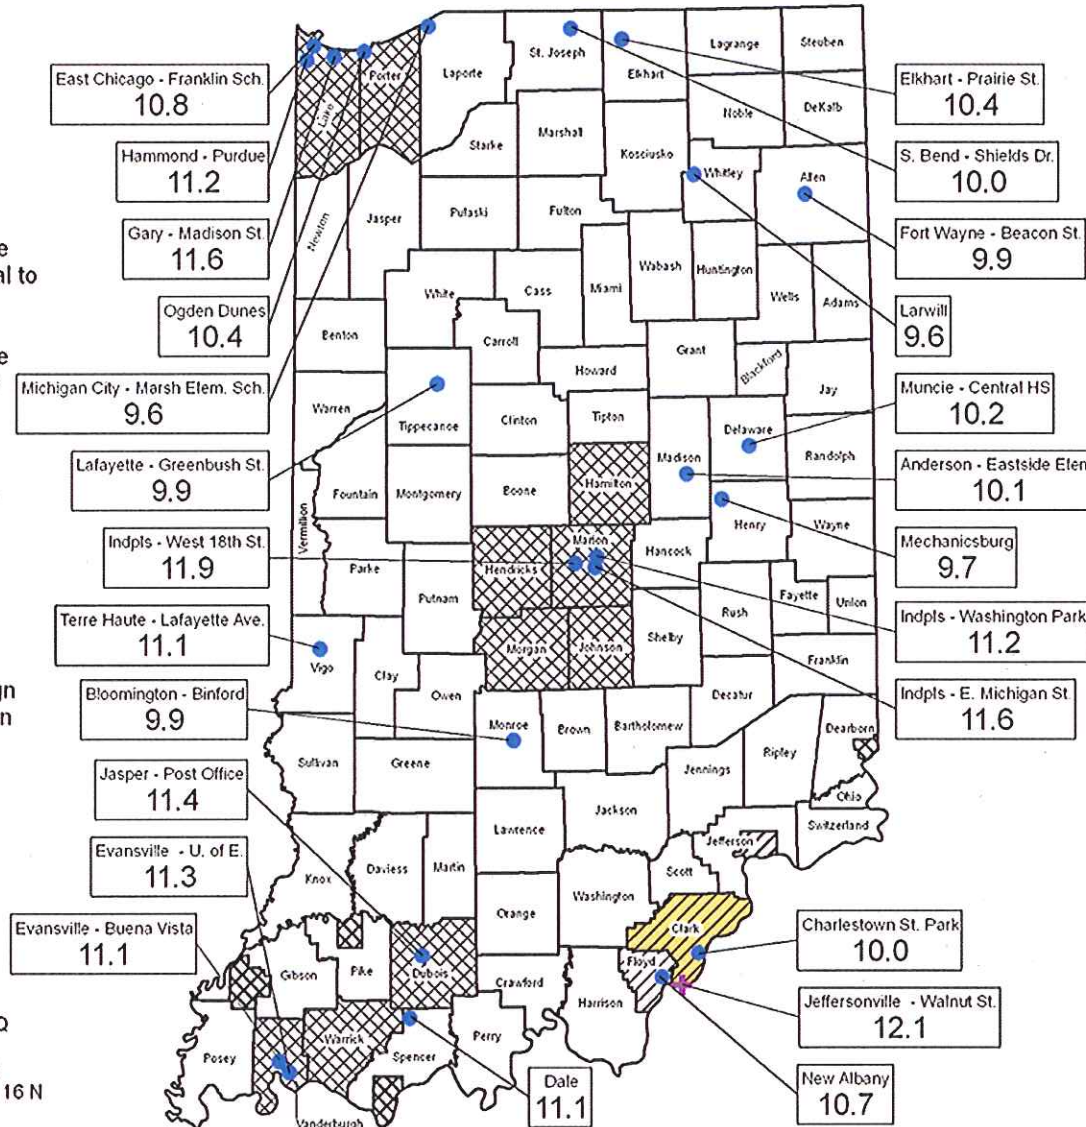 East Chicago - Franklin Sch.
10.8
Hammond - Purdue
11.2
Gary - Madison St.
11.6
Ogden Dunes
10.4
Michigan City - Marsh Elem. Sch.
9.6
Lafayette - Greenbush St.
9.9
Indpls - West 18th St.
11.9
Terre Haute - Lafayette Ave.
11.1
Bloomington - Binford
9.9
Jasper - Post Office
11.4
Evansville - U. of E.
11.3
Evansville - Buena Vista
11.1
Elkhart - Prairie St.
10.4
S. Bend - Shields Dr.
10.0
Fort Wayne - Beacon St.
9.9
Larwill
9.6
Muncie - Central HS
10.2
Anderson - Eastside Elem
10.1
Mechanicsburg
9.7
Indpls - Washington Park
11.2
Indpls - E. Michigan St.
11.6
Charlestown St. Park
10.0
Jeffersonville - Walnut St.
12.1
New Albany
10.7
Dale
11.1
Lake
Porter
Laporte
St. Joseph
Elkhart
Lagrange
Steuben
Noble
DeKalb
Starke
Marshall
Kosciusko
Whitley
Allen
Newton
Jasper
Pulaski
Fulton
Wabash
Huntington
Miami
Wells
Adams
White
Cass
Benton
Carroll
Howard
Grant
Blackford
Jay
Warren
Tippecanoe
Clinton
Tipton
Madison
Delaware
Randolph
Fountain
Montgomery
Boone
Hamilton
Henry
Wayne
Vermillion
Parke
Putnam
Hendricks
Marion
Hancock
Rush
Fayette
Union
Vigo
Clay
Owen
Morgan
Johnson
Shelby
Franklin
Decatur
Monroe
Brown
Bartholomew
Dearborn
Ripley
Ohio
Sullivan
Greene
Jennings
Jackson
Switzerland
Lawrence
Jefferson
Scott
Knox
Daviess
Martin
Washington
Orange
Clark
Floyd
Harrison
Crawford
Gibson
Pike
Dubois
Posey
Warrick
Spencer
Perry
Vanderburgh
al to
16 N